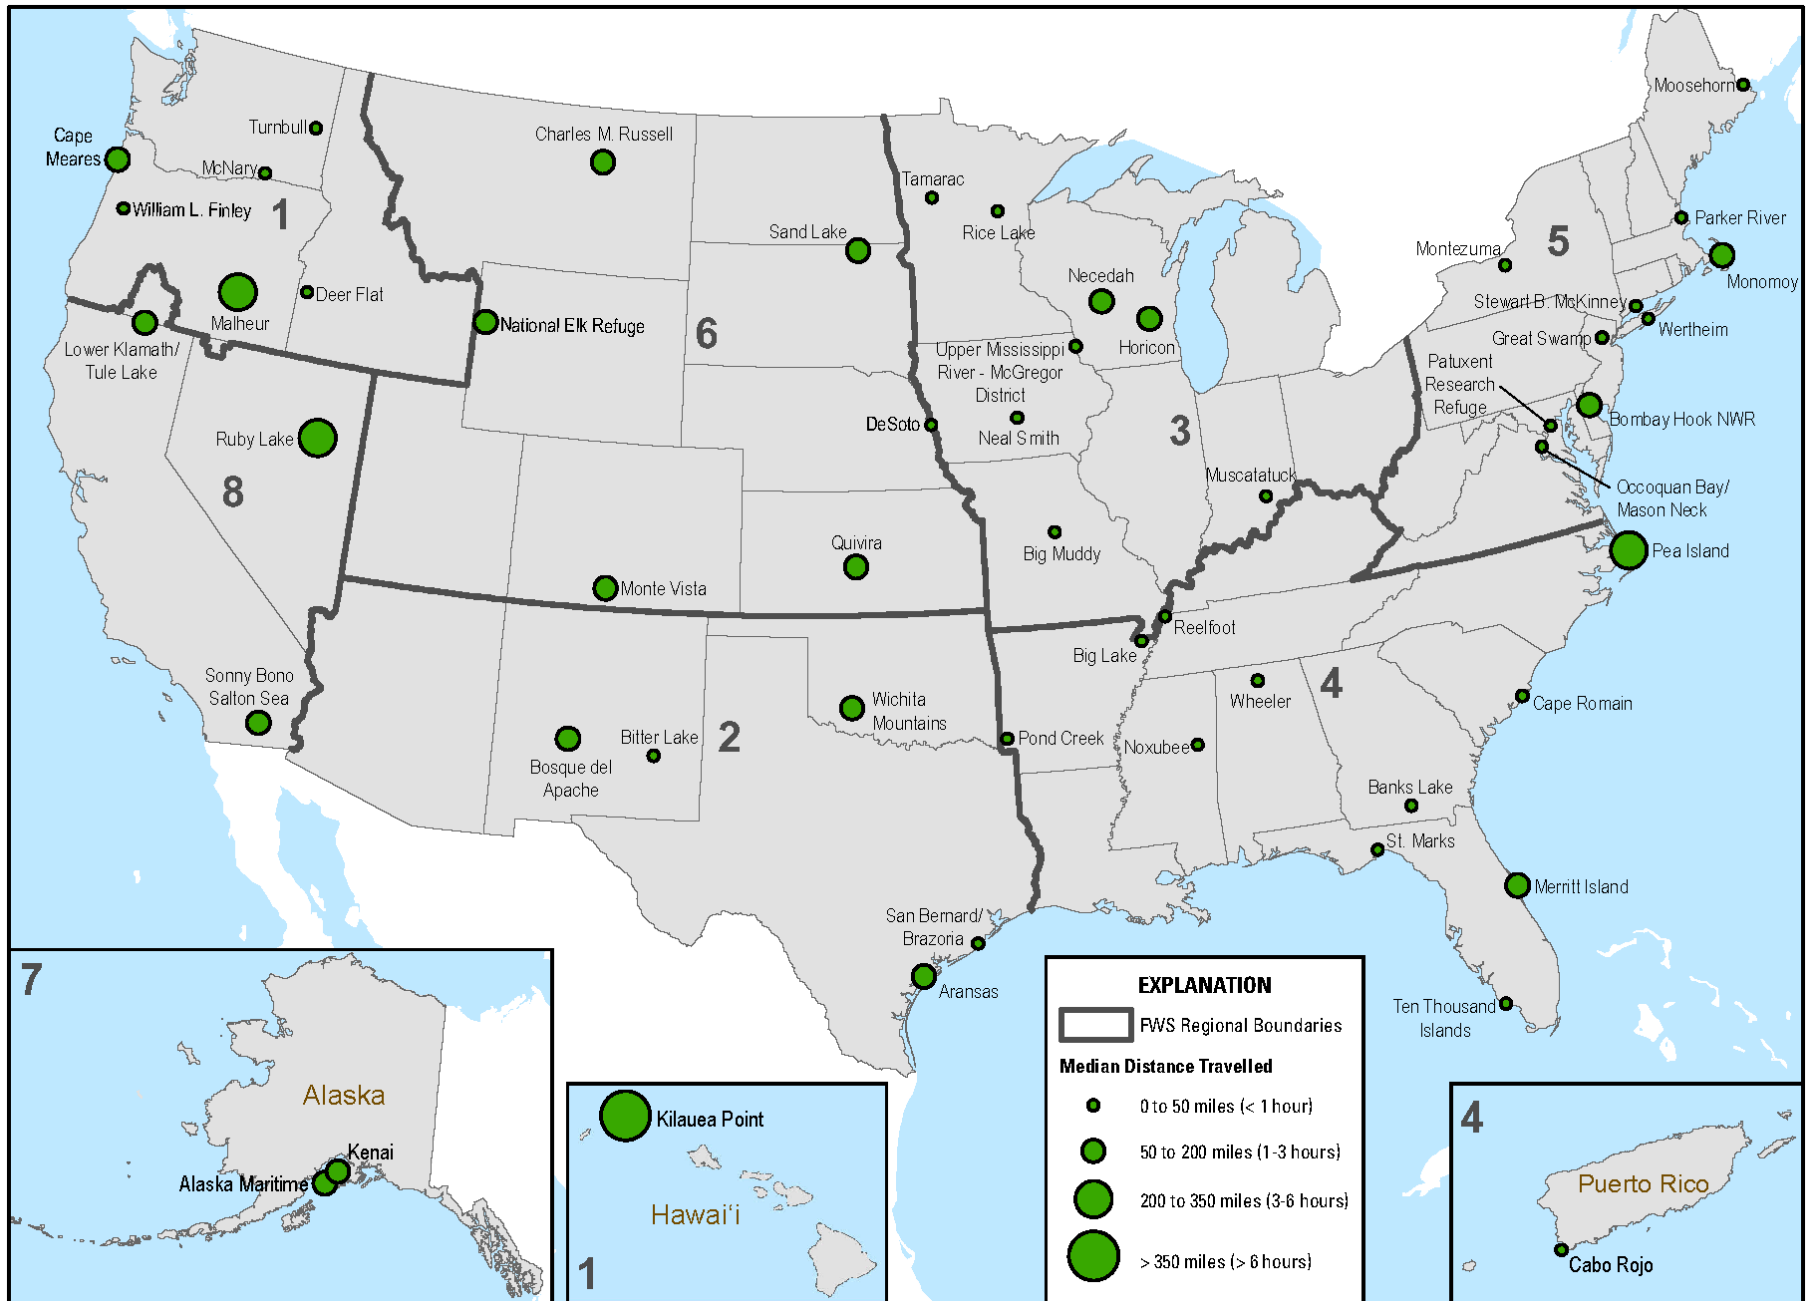 Moosehorn
Turnbull
Cape
Meares
Charles M. Russell
McNary
Tamarac
William L. Finley
1
Rice Lake
Parker River
Sand Lake
5
Montezuma
Necedah
Monomoy
Deer Flat
Stewart B. McKinney
Malheur
National Elk Refuge
6
Wertheim
Lower Klamath/
Tule Lake
Upper Mississippi
River - McGregor
District
Horicon
Great Swamp
Patuxent
Research
Refuge
Bombay Hook NWR
Ruby Lake
DeSoto
Neal Smith
3
8
Muscatatuck
Occoquan Bay/
Mason Neck
Quivira
Big Muddy
Pea Island
Monte Vista
Reelfoot
Big Lake
Sonny Bono
Salton Sea
Wichita
Mountains
Wheeler
4
Cape Romain
2
Bitter Lake
Pond Creek
Noxubee
Bosque del
Apache
Banks Lake
St. Marks
Merritt Island
San Bernard/
Brazoria
Aransas
Ten Thousand
Islands
7
Alaska
Kenai
Alaska Maritime
Kilauea Point
Hawai‘i
1
EXPLANATION
FWS Regional Boundaries
Median Distance Travelled
0 to 50 miles (< 1 hour)
50 to 200 miles (1-3 hours)
200 to 350 miles (3-6 hours)
> 350 miles (> 6 hours)
4
Puerto Rico
Cabo Rojo